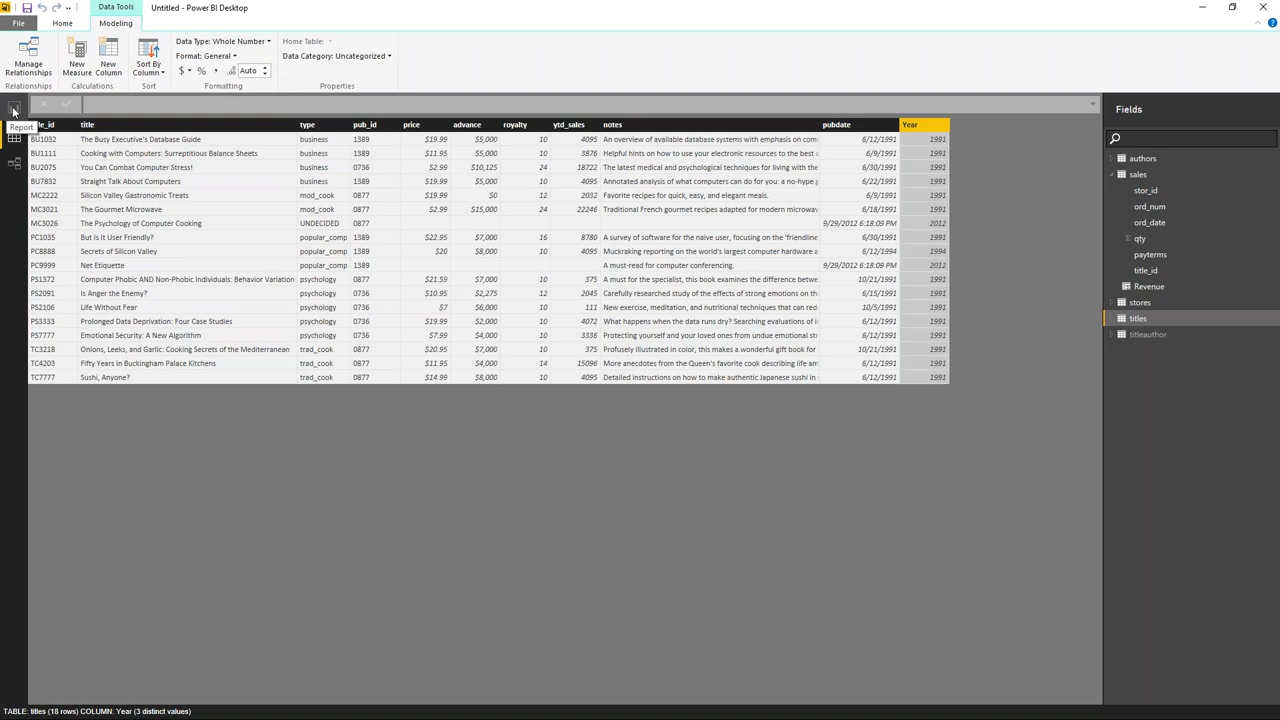 Data Tools
Untitled - Power BI Desktop
File
Home
Modeling
Manage Relationships
New Measure
New Column
Sort By Column
Data Type: Whole Number
Format: General
$ % , Auto
Home Table:
Data Category: Uncategorized
Relationships
Calculations
Sort
Formatting
Properties
Report
title type pub_id price advance royalty ytd_sales notes pubdate Year
BU1032 The Busy Executive's Database Guide business 1389 $19.99 $5,000 10 4095 An overview of available database systems with emphasis on com 6/12/1991 1991
BU1111 Cooking with Computers: Surreptitious Balance Sheets business 1389 $11.95 $5,000 10 3876 Helpful hints on how to use your electronic resources to the best a 6/9/1991 1991
BU2075 You Can Combat Computer Stress! business 0736 $2.99 $10,125 24 18722 The latest medical and psychological techniques for living with the 6/30/1991 1991
BU7832 Straight Talk About Computers business 1389 $19.99 $5,000 10 4095 Annotated analysis of what computers can do for you: a no-hype g 6/22/1991 1991
MC2222 Silicon Valley Gastronomic Treats mod_cook 0877 $19.99 $0 12 2032 Favorite recipes for quick, easy, and elegant meals. 6/9/1991 1991
MC3021 The Gourmet Microwave mod_cook 0877 $2.99 $15,000 24 22246 Traditional French gourmet recipes adapted for modern microwav 6/18/1991 1991
MC3026 The Psychology of Computer Cooking UNDECIDED 0877 9/29/2012 6:18:09 PM 2012
PC1035 But Is It User Friendly? popular_comp 1389 $22.95 $7,000 16 8780 A survey of software for the naive user, focusing on the 'friendline 6/30/1991 1991
PC8888 Secrets of Silicon Valley popular_comp 1389 $20 $8,000 10 4095 Muckraking reporting on the world's largest computer hardware a 6/12/1994 1994
PC9999 Net Etiquette popular_comp 1389 A must-read for computer conferencing. 9/29/2012 6:18:09 PM 2012
PS1372 Computer Phobic AND Non-Phobic Individuals: Behavior Variation psychology 0877 $21.59 $7,000 10 375 A must for the specialist, this book examines the difference betwe 10/21/1991 1991
PS2091 Is Anger the Enemy? psychology 0736 $10.95 $2,275 12 2045 Carefully researched study of the effects of strong emotions on the 6/15/1991 1991
PS2106 Life Without Fear psychology 0736 $7 $6,000 10 111 New exercise, meditation, and nutritional techniques that can red 10/5/1991 1991
PS3333 Prolonged Data Deprivation: Four Case Studies psychology 0736 $19.99 $2,000 10 4072 What happens when the data runs dry? Searching evaluations of i 6/12/1991 1991
PS7777 Emotional Security: A New Algorithm psychology 0736 $7.99 $4,000 10 3336 Protecting yourself and your loved ones from undue emotional str 6/12/1991 1991
TC3218 Onions, Leeks, and Garlic: Cooking Secrets of the Mediterranean trad_cook 0877 $20.95 $7,000 10 375 Profusely illustrated in color, this makes a wonderful gift book for 10/21/1991 1991
TC4203 Fifty Years in Buckingham Palace Kitchens trad_cook 0877 $11.95 $4,000 14 15096 More anecdotes from the Queen's favorite cook describing life am 6/12/1991 1991
TC7777 Sushi, Anyone? trad_cook 0877 $14.99 $8,000 10 4095 Detailed instructions on how to make authentic Japanese sushi in 6/12/1991 1991
Fields
authors
sales
stor_id
ord_num
ord_date
qty
payterms
title_id
Revenue
stores
titles
titleauthor
TABLE: titles (18 rows) COLUMN: Year (3 distinct values)